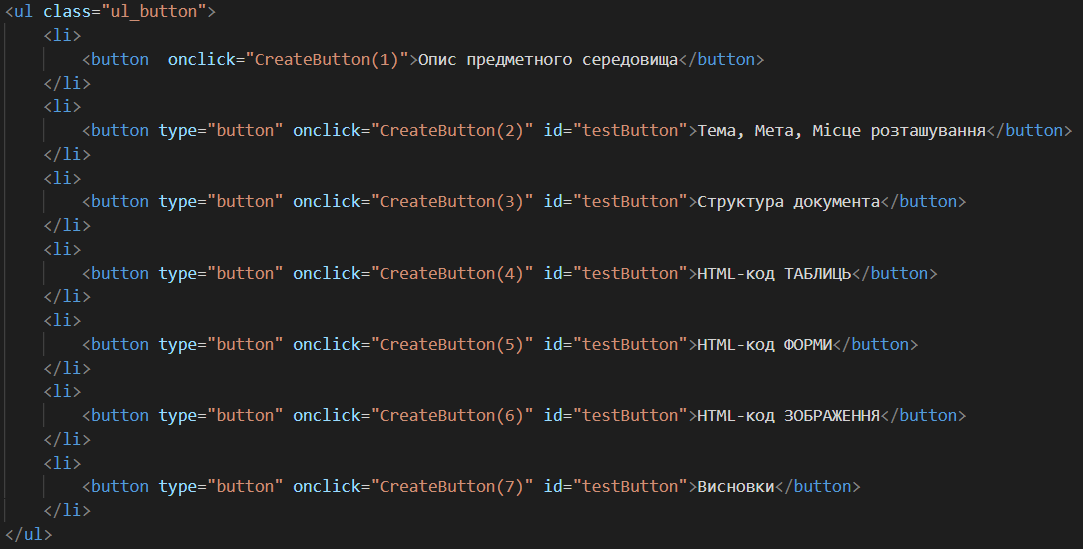 <ul class="ul_button">
    <li>
        <button  onclick="CreateButton(1)">Опис предметного середовища</button>
    </li>
    <li>
        <button type="button" onclick="CreateButton(2)" id="testButton">Тема, Мета, Місце розташування</button>
    </li>
    <li>
        <button type="button" onclick="CreateButton(3)" id="testButton">Структура документа</button>
    </li>
    <li>
        <button type="button" onclick="CreateButton(4)" id="testButton">HTML-код ТАБЛИЦЬ</button>
    </li>
    <li>
        <button type="button" onclick="CreateButton(5)" id="testButton">HTML-код ФОРМИ</button>
    </li>
    <li>
        <button type="button" onclick="CreateButton(6)" id="testButton">HTML-код ЗОБРАЖЕННЯ</button>
    </li>
    <li>
        <button type="button" onclick="CreateButton(7)" id="testButton">Висновки</button>
    </li>
</ul>